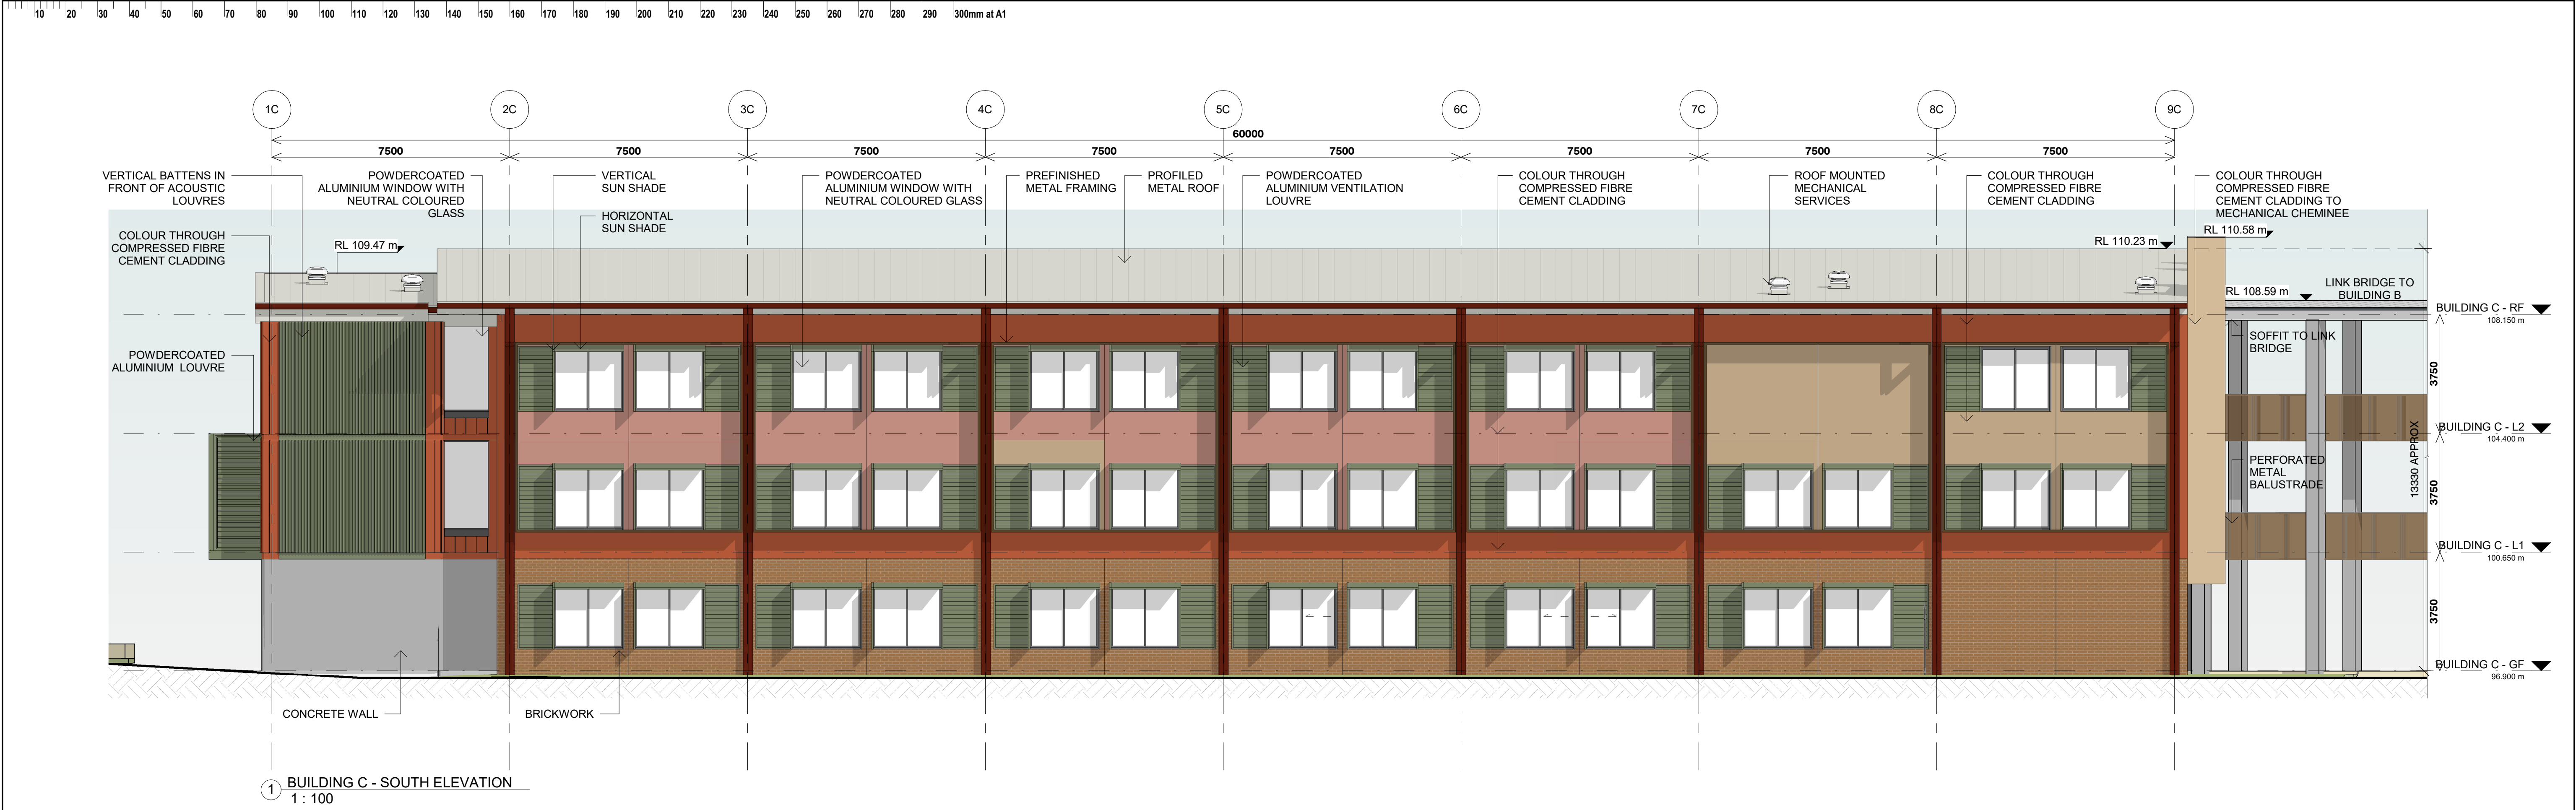 10 20 30 40 50 60 70 80 90 100 110 120 130 140 150 160 170 180 190 200 210 220 230 240 250 260 270 280 290 300mm at A1
1C 2C 3C 4C 5C 6C 7C 8C 9C
60000
7500 7500 7500 7500 7500 7500 7500 7500
VERTICAL BATTENS IN
FRONT OF ACOUSTIC
LOUVRES
POWDERCOATED
ALUMINIUM WINDOW WITH
NEUTRAL COLOURED
GLASS
VERTICAL
SUN SHADE
HORIZONTAL
SUN SHADE
POWDERCOATED
ALUMINIUM WINDOW WITH
NEUTRAL COLOURED GLASS
PREFINISHED
METAL FRAMING
PROFILED
METAL ROOF
POWDERCOATED
ALUMINIUM VENTILATION
LOUVRE
COLOUR THROUGH
COMPRESSED FIBRE
CEMENT CLADDING
ROOF MOUNTED
MECHANICAL
SERVICES
COLOUR THROUGH
COMPRESSED FIBRE
CEMENT CLADDING
COLOUR THROUGH
COMPRESSED FIBRE
CEMENT CLADDING TO
MECHANICAL CHEMINEE
COLOUR THROUGH
COMPRESSED FIBRE
CEMENT CLADDING
RL 109.47 m
RL 110.23 m
RL 110.58 m
RL 108.59 m
LINK BRIDGE TO
BUILDING B
BUILDING C - RF
108.150 m
SOFFIT TO LINK
BRIDGE
POWDERCOATED
ALUMINIUM LOUVRE
3750
BUILDING C - L2
104.400 m
PERFORATED
METAL
BALUSTRADE
13330 APPROX
3750
BUILDING C - L1
100.650 m
3750
BUILDING C - GF
96.900 m
CONCRETE WALL
BRICKWORK
1 BUILDING C - SOUTH ELEVATION
1 : 100